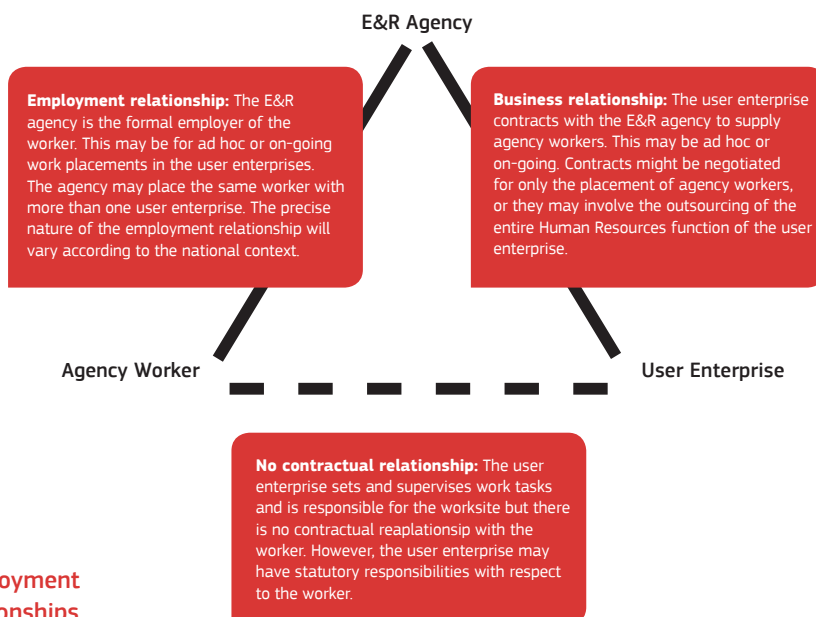 E&R Agency
Employment relationship: The E&R
agency is the formal employer of the
worker. This may be for ad hoc or on-going
work placements in the user enterprises.
The agency may place the same worker with
more than one user enterprise. The precise
nature of the employment relationship will
vary according to the national context.
Business relationship: The user enterprise
contracts with the E&R agency to supply
agency workers. This may be ad hoc or
on-going. Contracts might be negotiated
for only the placement of agency workers,
or they may involve the outsourcing of the
entire Human Resources function of the user
enterprise.
Agency Worker
User Enterprise
No contractual relationship: The user
enterprise sets and supervises work tasks
and is responsible for the worksite but there
is no contractual reaplationsip with the
worker. However, the user enterprise may
have statutory responsibilities with respect
to the worker.
oyment
onships